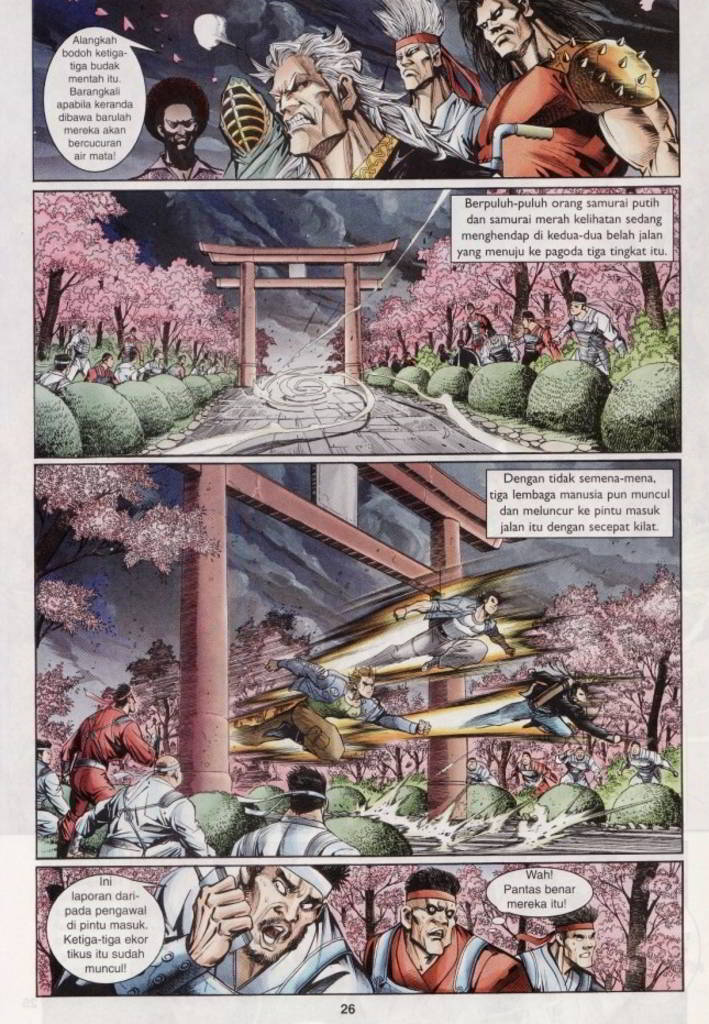 Alangkah
bodoh ketiga-
tiga budak
mentah itu.
Barangkali
apabila keranda
dibawa barulah
mereka akan
bercucuran
air mata!
Berpuluh-puluh orang samurai putih
dan samurai merah kelihatan sedang
menghendap di kedua-dua belah jalan
yang menuju ke pagoda tiga tingkat itu.
Dengan tidak semena-mena,
tiga lembaga manusia pun muncul
dan meluncur ke pintu masuk
jalan itu dengan secepat kilat.
Ini
laporan dari-
pada pengawal
di pintu masuk.
Ketiga-tiga ekor
tikus itu sudah
muncul!
Wah!
Pantas benar
mereka itu!
26